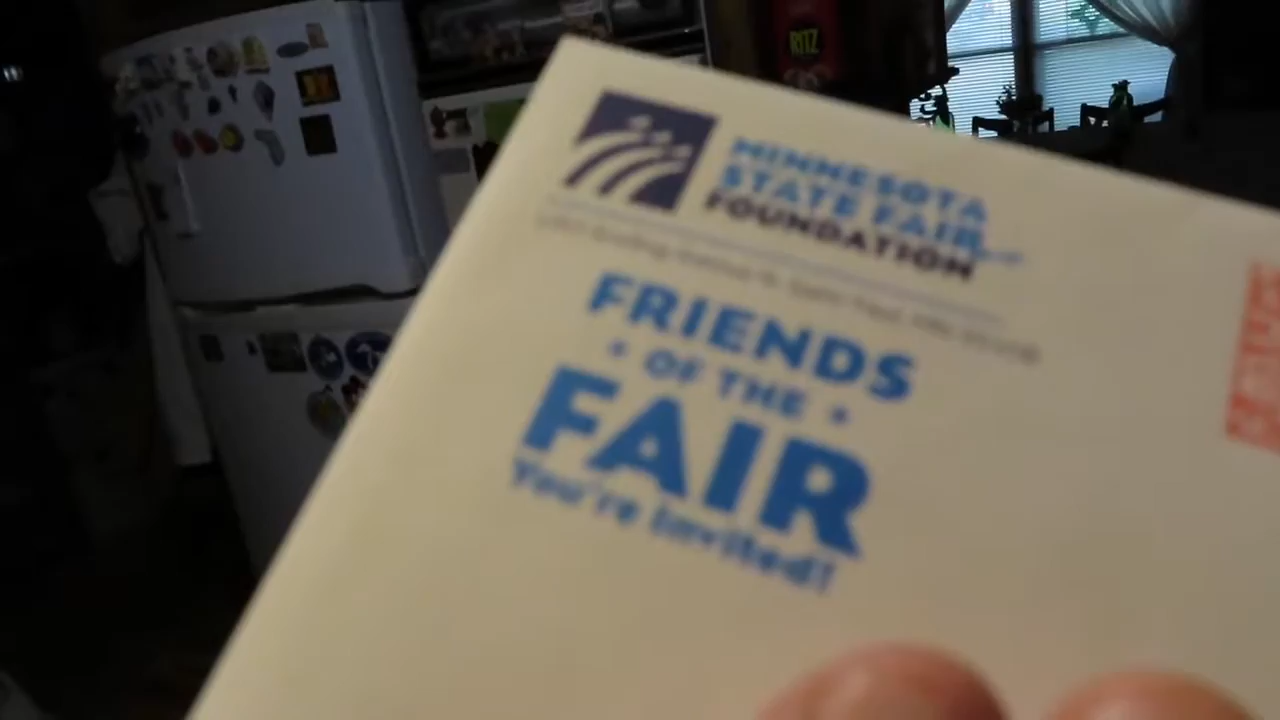 RITZ
MINNESOTA
STATE FAIR
FOUNDATION
FRIENDS
• OF THE •
FAIR
You're Invited!